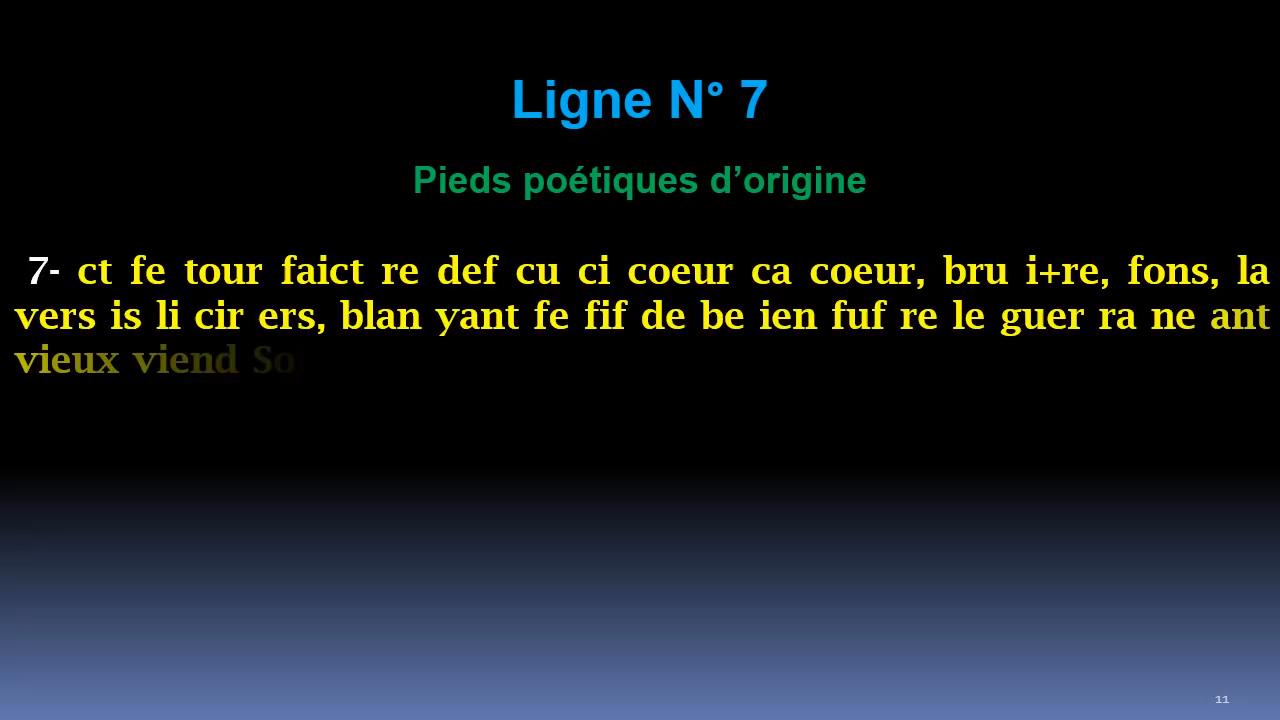 Ligne N° 7
Pieds poétiques d’origine
7- ct fe tour faict re def cu ci coeur ca coeur, bru i+re, fons, la
vers is li cir ers, blan yant fe fif de be ien fuf re le guer ra ne ant
vieux viend So
11